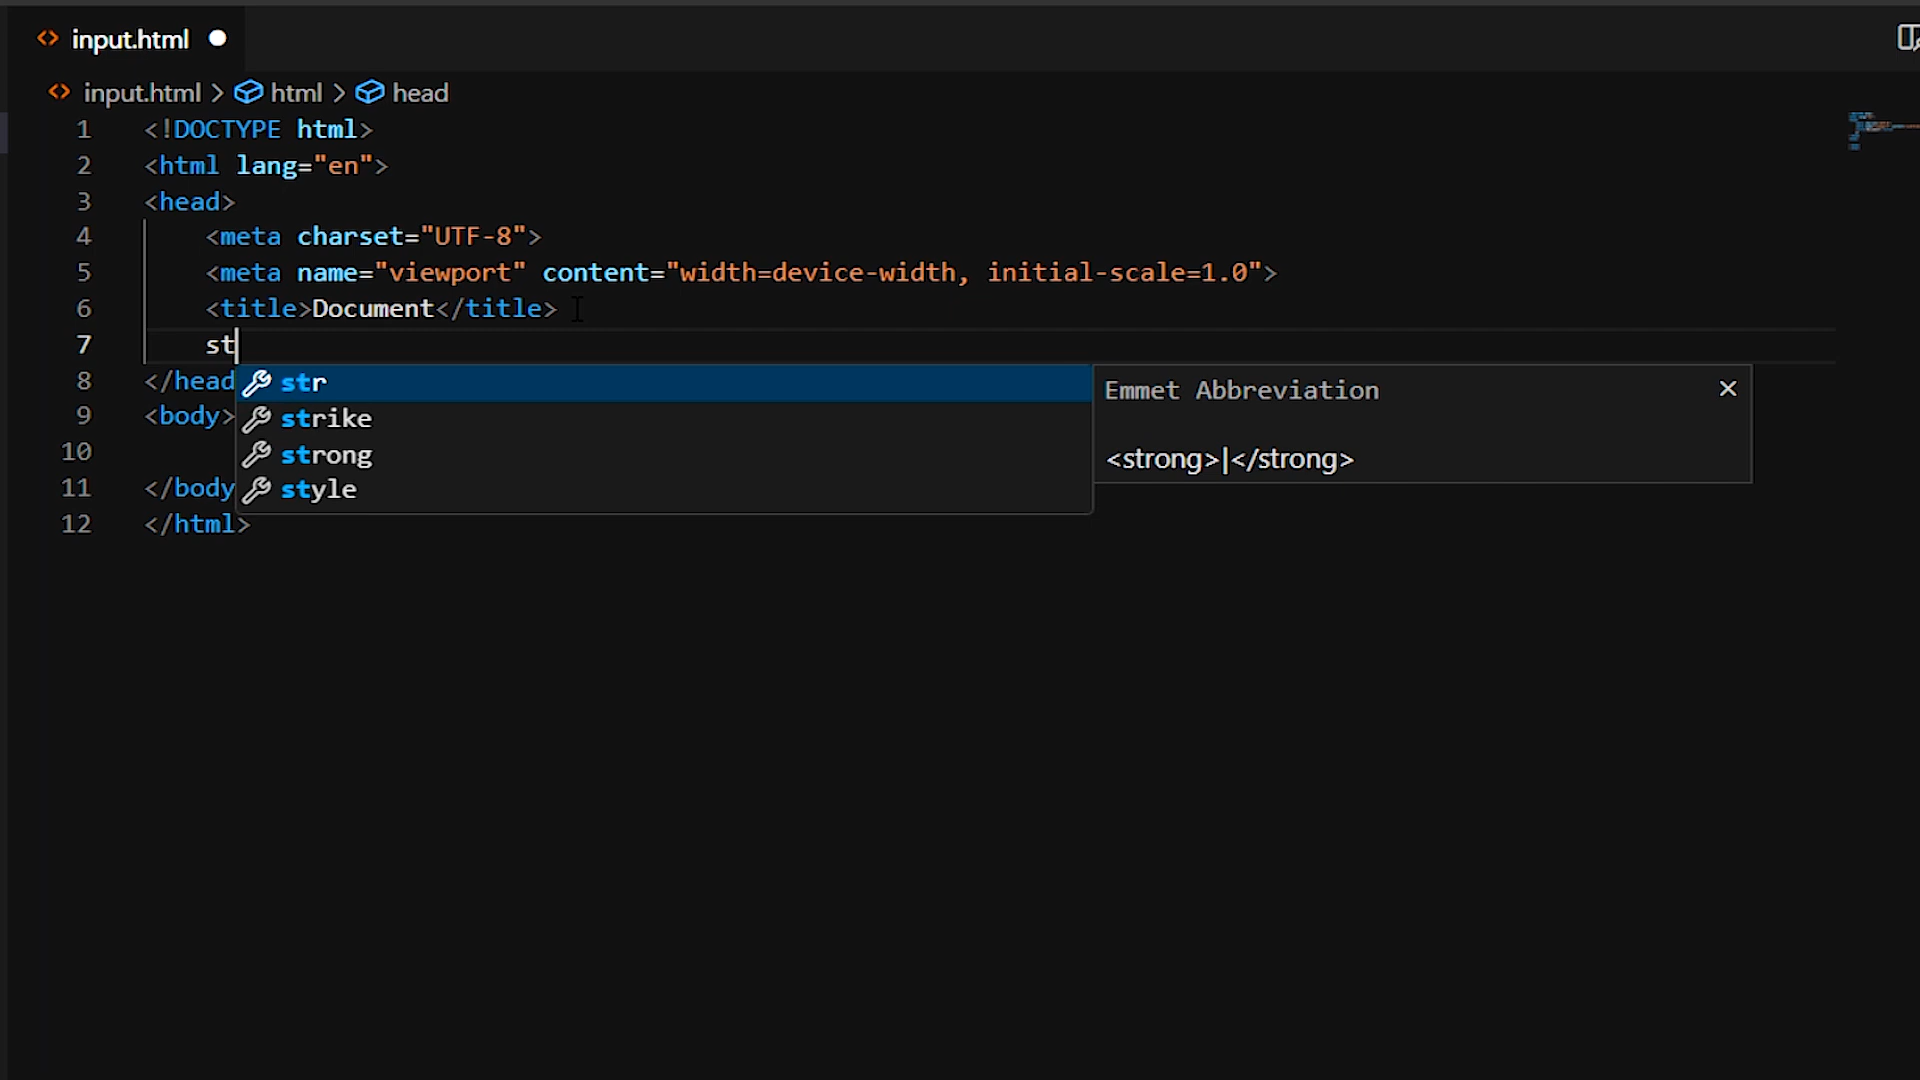 input.html
input.html > html > head
1 <!DOCTYPE html>
2 <html lang="en">
3 <head>
4 <meta charset="UTF-8">
5 <meta name="viewport" content="width=device-width, initial-scale=1.0">
6 <title>Document</title>
7 st
8 </head
9 <body>
10
11 </body
12 </html>
str
strike
strong
style
Emmet Abbreviation
<strong>|</strong>